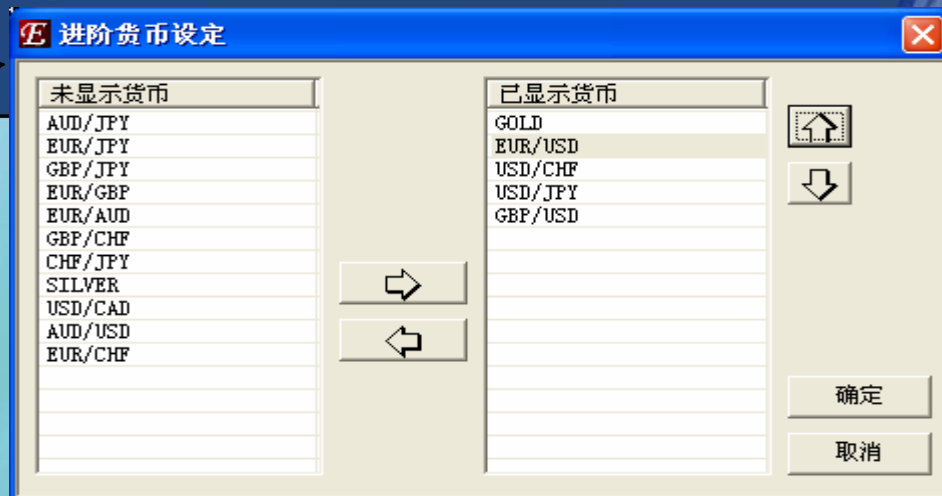 E 进阶货币设定
未显示货币
AUD/JPY
EUR/JPY
GBP/JPY
EUR/GBP
EUR/AUD
GBP/CHF
CHF/JPY
SILVER
USD/CAD
AUD/USD
EUR/CHF
已显示货币
GOLD
EUR/USD
USD/CHF
USD/JPY
GBP/USD
确定
取消